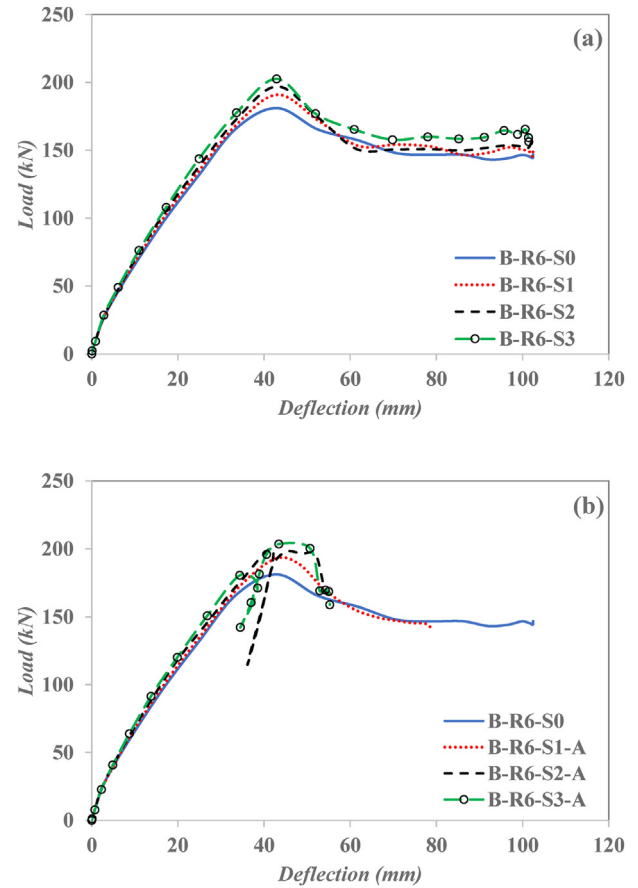 250
(a)
200
150
100
50
0
Load (kN)
B-R6-S0
B-R6-S1
B-R6-S2
B-R6-S3
0 20 40 60 80 100 120
Deflection (mm)
250
(b)
200
150
100
50
0
Load (kN)
B-R6-S0
B-R6-S1-A
B-R6-S2-A
B-R6-S3-A
0 20 40 60 80 100 120
Deflection (mm)